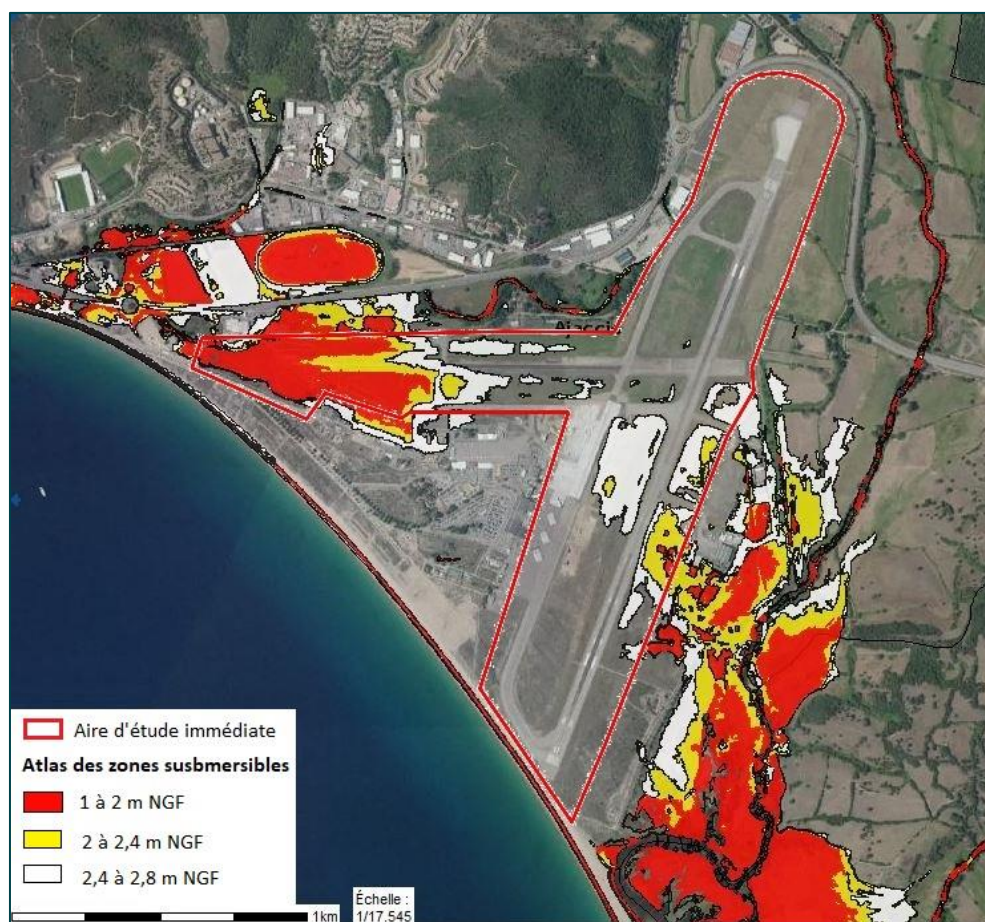 Ajacci
Aire d'étude immédiate
Atlas des zones susbmersibles
1 à 2 m NGF
2 à 2,4 m NGF
2,4 à 2,8 m NGF
1km
Échelle :
1/17.545